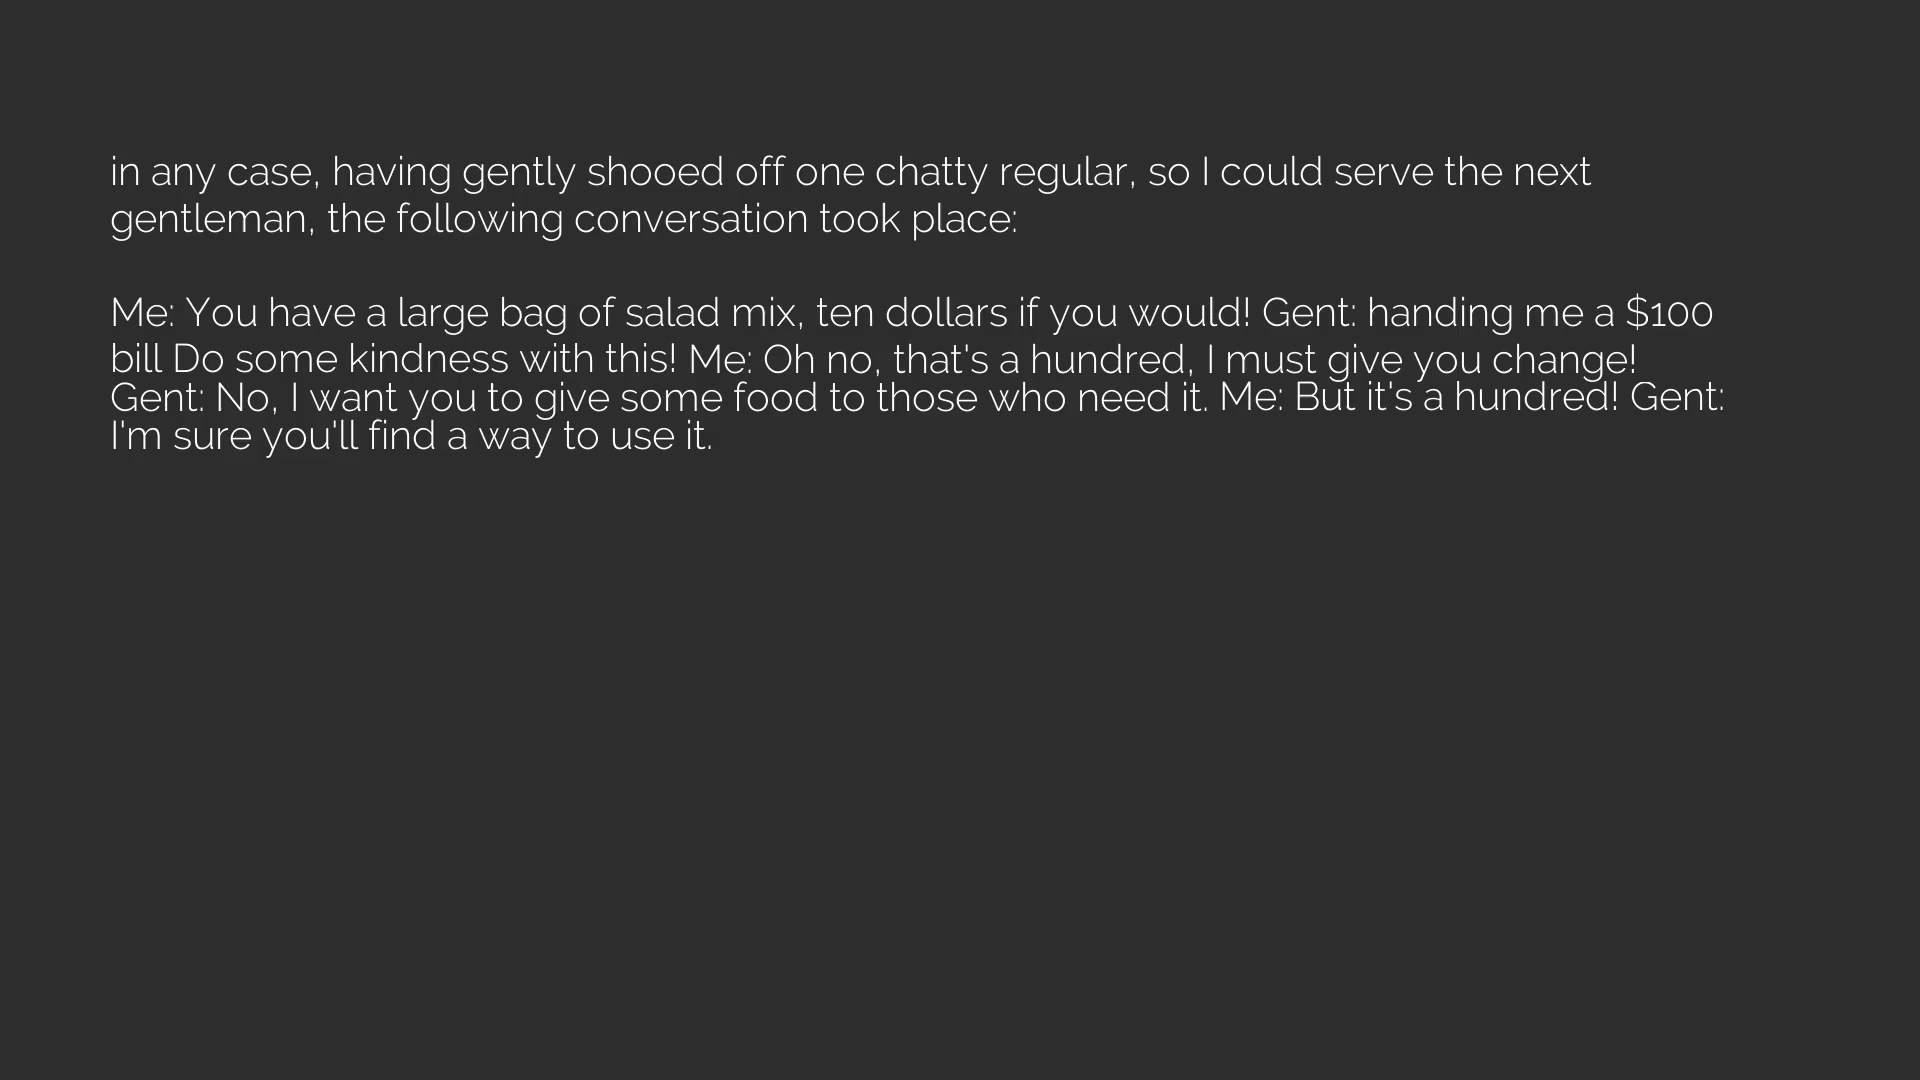 in any case, having gently shooed off one chatty regular, so I could serve the next
gentleman, the following conversation took place:
Me: You have a large bag of salad mix, ten dollars if you would! Gent: handing me a $100
bill Do some kindness with this! Me: Oh no, that's a hundred, I must give you change!
Gent: No, I want you to give some food to those who need it. Me: But it's a hundred! Gent:
I'm sure you'll find a way to use it.